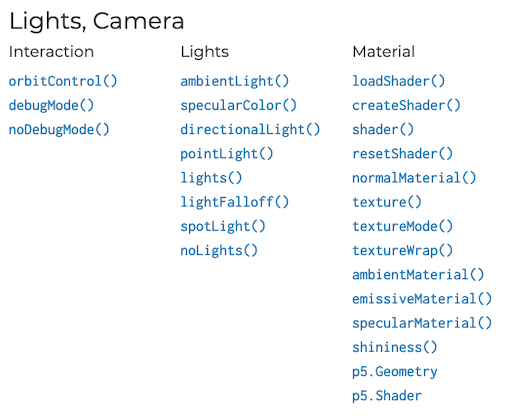 Lights, Camera
Interaction
orbitControl()
debugMode()
noDebugMode()
Lights
ambientLight()
specularColor()
directionalLight()
pointLight()
lights()
lightFalloff()
spotLight()
noLights()
Material
loadShader()
createShader()
shader()
resetShader()
normalMaterial()
texture()
textureMode()
textureWrap()
ambientMaterial()
emissiveMaterial()
specularMaterial()
shininess()
p5.Geometry
p5.Shader